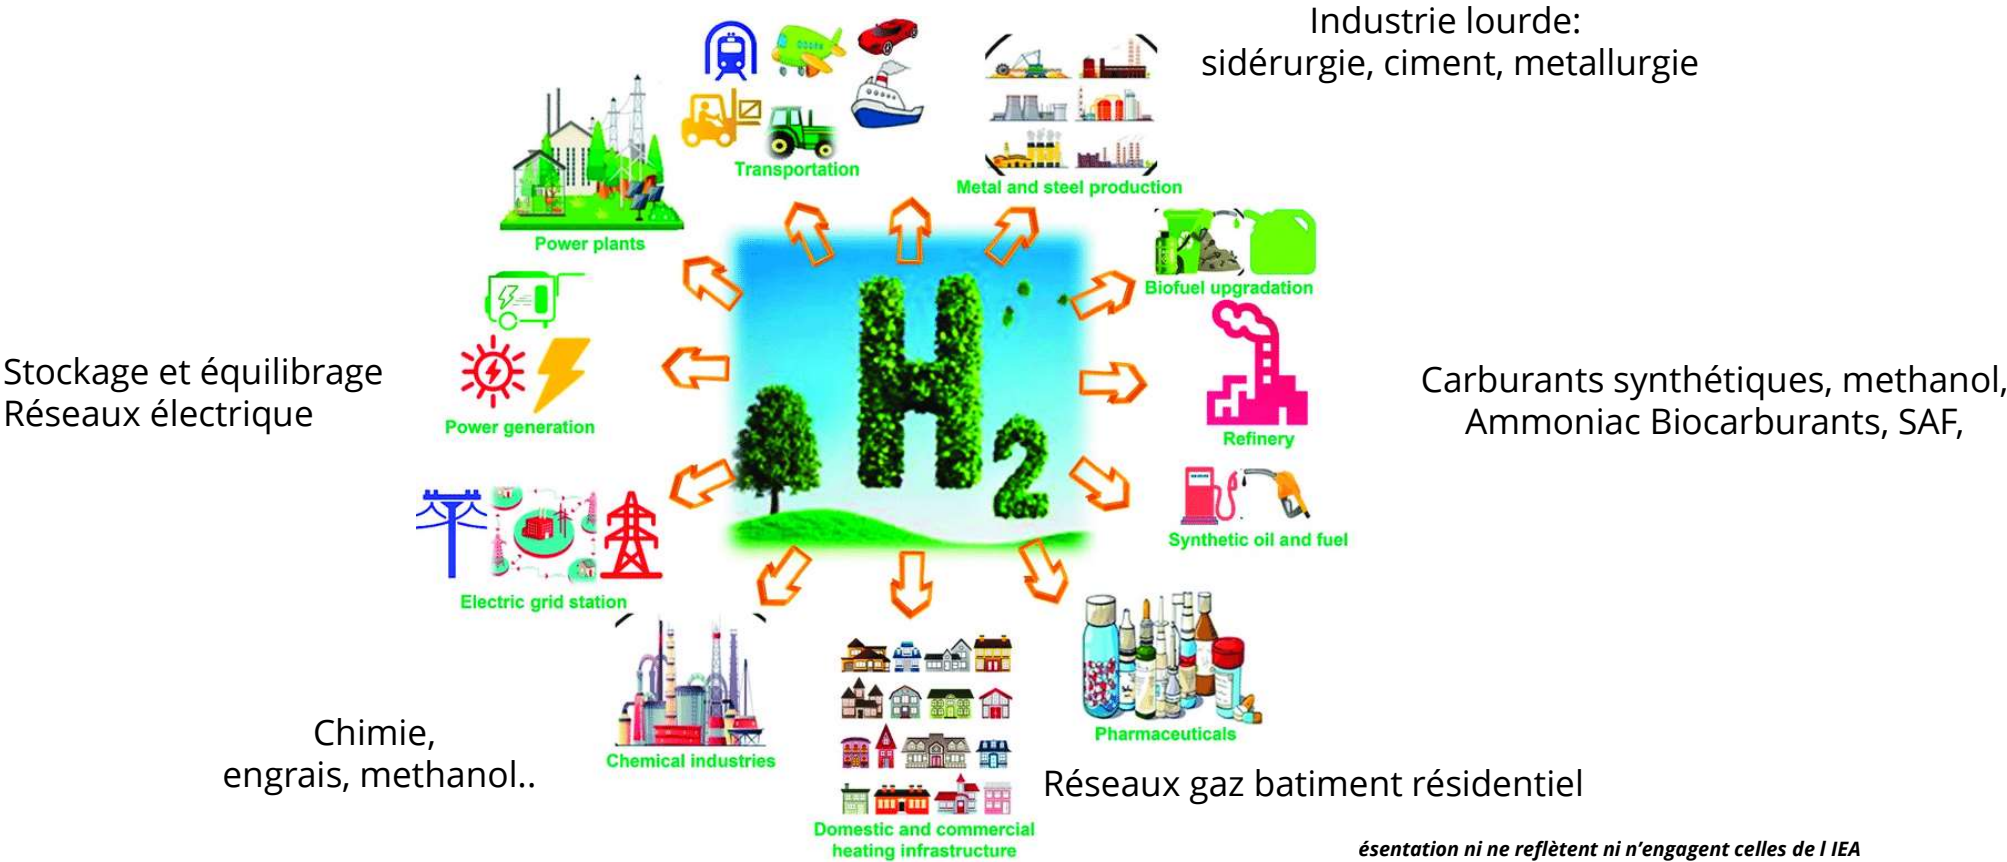 Industrie lourde:
sidérurgie, ciment, metallurgie
Transportation
Metal and steel production
Power plants
Biofuel upgradation
Stockage et équilibrage
Réseaux électrique
Power generation
H2
Refinery
Carburants synthétiques, methanol,
Ammoniac Biocarburants, SAF,
Synthetic oil and fuel
Electric grid station
Pharmaceuticals
Chemical industries
Chimie,
engrais, methanol..
Réseaux gaz batiment résidentiel
Domestic and commercial
heating infrastructure
ésentation ni ne reflètent ni n’engagent celles de l IEA